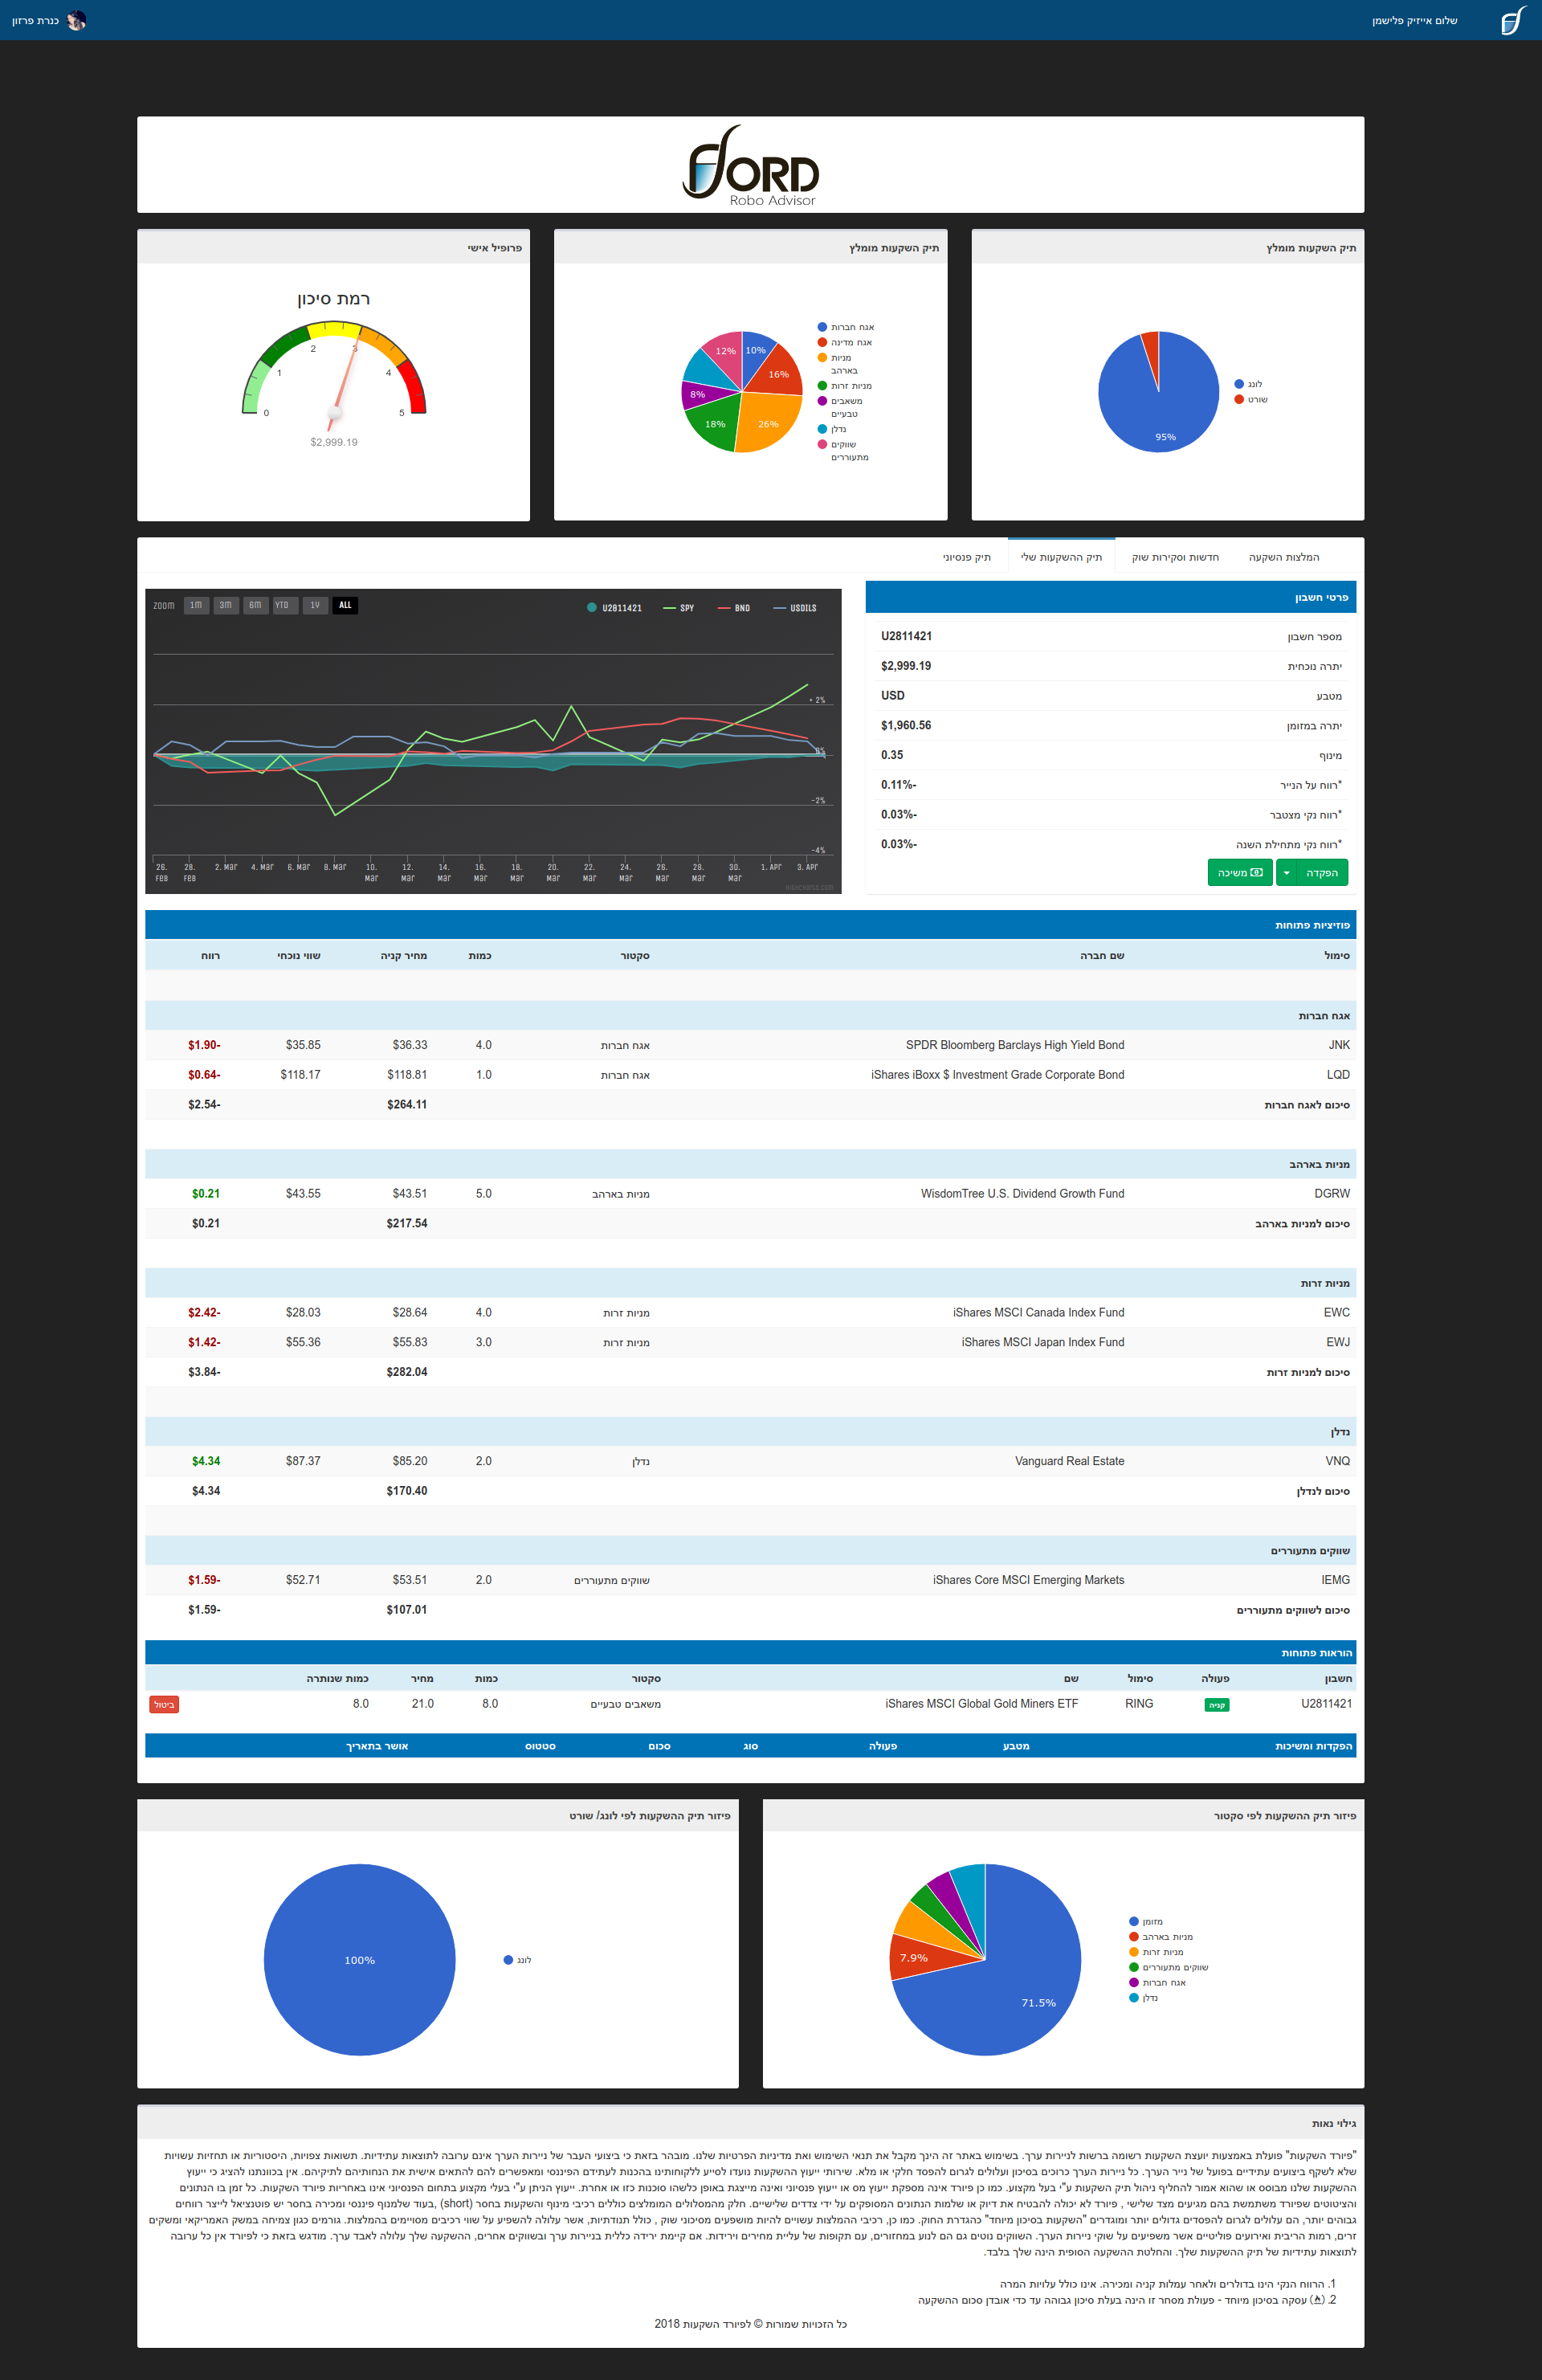 שלום אייזיק פלישמן
כנרת פרזון
FJORD
Robo Advisor
תיק השקעות מומלץ
לונג
שורט
95%
תיק השקעות מומלץ
אגח חברות
אגח מדינה
מניות
בארהב
מניות זרות
משאבים
טבעיים
נדלן
שווקים
מתעוררים
10%
16%
26%
18%
8%
12%
פרופיל אישי
רמת סיכון
0
1
2
3
4
5
$2,999.19
המלצות השקעה
חדשות וסקירות שוק
תיק ההשקעות שלי
תיק פנסיוני
פרטי חשבון
מספר חשבון U2811421
יתרה נוכחית $2,999.19
מטבע USD
יתרה במזומן $1,960.56
מינוף 0.35
*רווח על הנייר 0.11%-
*רווח נקי מצטבר 0.03%-
*רווח נקי מתחילת השנה 0.03%-
הפקדה
משיכה
Zoom 1m 3m 6m YTD 1y All
U2811421 SPY BND USDILS
+ 2%
0%
-2%
-4%
26. Feb 28. Feb 2. Mar 4. Mar 6. Mar 8. Mar 10. Mar 12. Mar 14. Mar 16. Mar 18. Mar 20. Mar 22. Mar 24. Mar 26. Mar 28. Mar 30. Mar 1. Apr 3. Apr
פוזיציות פתוחות
סימול שם חברה סקטור כמות מחיר קניה שווי נוכחי רווח
אגח חברות
JNK SPDR Bloomberg Barclays High Yield Bond אגח חברות 4.0 $36.33 $35.85 $1.90-
LQD iShares iBoxx $ Investment Grade Corporate Bond אגח חברות 1.0 $118.81 $118.17 $0.64-
סיכום לאגח חברות $264.11 $2.54-
מניות בארהב
DGRW WisdomTree U.S. Dividend Growth Fund מניות בארהב 5.0 $43.51 $43.55 $0.21
סיכום למניות בארהב $217.54 $0.21
מניות זרות
EWC iShares MSCI Canada Index Fund מניות זרות 4.0 $28.64 $28.03 $2.42-
EWJ iShares MSCI Japan Index Fund מניות זרות 3.0 $55.83 $55.36 $1.42-
סיכום למניות זרות $282.04 $3.84-
נדלן
VNQ Vanguard Real Estate נדלן 2.0 $85.20 $87.37 $4.34
סיכום לנדלן $170.40 $4.34
שווקים מתעוררים
IEMG iShares Core MSCI Emerging Markets שווקים מתעוררים 2.0 $53.51 $52.71 $1.59-
סיכום לשווקים מתעוררים $107.01 $1.59-
הוראות פתוחות
חשבון פעולה סימול שם סקטור כמות מחיר כמות שנותרה
U2811421 קניה RING iShares MSCI Global Gold Miners ETF משאבים טבעיים 8.0 21.0 8.0 ביטול
הפקדות ומשיכות מטבע פעולה סוג סכום סטטוס אושר בתאריך
פיזור תיק ההשקעות לפי סקטור
מזומן
מניות בארהב
מניות זרות
שווקים מתעוררים
אגח חברות
נדלן
7.9%
71.5%
פיזור תיק ההשקעות לפי לונג/ שורט
לונג
100%
גילוי נאות
"פיורד השקעות" פועלת באמצעות יועצת השקעות רשומה ברשות לניירות ערך. בשימוש באתר זה הינך מקבל את תנאי השימוש ואת מדיניות הפרטיות שלנו. מובהר בזאת כי ביצועי העבר של ניירות הערך אינם ערובה לתוצאות עתידיות. תשואות צפויות, היסטוריות או תחזיות עשויות
שלא לשקף ביצועים עתידיים בפועל של נייר הערך. כל ניירות הערך כרוכים בסיכון ועלולים לגרום להפסד חלקי או מלא. שירותי ייעוץ ההשקעות נועדו לסייע ללקוחותינו בהכנות לעתידם הפיננסי ומאפשרים להם להתאים אישית את הנחותיהם לתיקיהם. אין בכוונתנו להציג כי ייעוץ
ההשקעות שלנו מבוסס או שהוא אמור להחליף ניהול תיק השקעות ע"י בעל מקצוע. כמו כן פיורד אינה מספקת ייעוץ מס או ייעוץ פנסיוני ואינה מייצגת באופן כלשהו סוכנות כזו או אחרת. ייעוץ הניתן ע"י בעלי מקצוע בתחום הפנסיוני אינו באחריות פיורד השקעות. כל זמן בו הנתונים
והציטוטים שפיורד משתמשת בהם מגיעים מצד שלישי , פיורד לא יכולה להבטיח את דיוק או שלמות הנתונים המסופקים על ידי צדדים שלישיים. חלק מהמסלולים המומלצים כוללים רכיבי מינוף והשקעות בחסר (short) ,בעוד שלמנוף פיננסי ומכירה בחסר יש פוטנציאל לייצר רווחים
גבוהים יותר, הם עלולים לגרום להפסדים גדולים יותר ומוגדרים "השקעות בסיכון מיוחד" כהגדרת החוק. כמו כן, רכיבי ההמלצות עשויים להיות מושפעים מסיכוני שוק , כולל תנודתיות, אשר עלולה להשפיע על שווי רכיבים מסויימים בהמלצות. גורמים כגון צמיחה במשק האמריקאי ומשקים
זרים, רמות הריבית ואירועים פוליטיים אשר משפיעים על שוקי ניירות הערך. השווקים נוטים גם הם לנוע במחזורים, עם תקופות של עליית מחירים וירידות. אם קיימת ירידה כללית בניירות ערך ובשווקים אחרים, ההשקעה שלך עלולה לאבד ערך. מודגש בזאת כי לפיורד אין כל ערובה
לתוצאות עתידיות של תיק ההשקעות שלך. והחלטת ההשקעה הסופית הינה שלך בלבד.
1. הרווח הנקי הינו בדולרים ולאחר עמלות קניה ומכירה. אינו כולל עלויות המרה
2. () עסקה בסיכון מיוחד - פעולת מסחר זו הינה בעלת סיכון גבוהה עד כדי אובדן סכום ההשקעה
כל הזכויות שמורות © לפיורד השקעות 2018